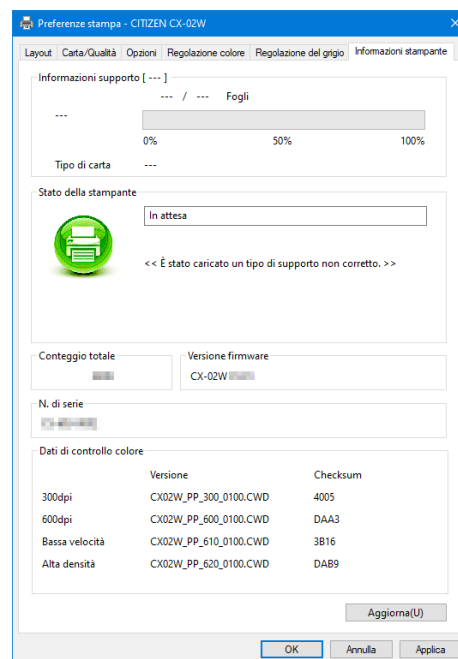 Preferenze stampa - CITIZEN CX-02W
Layout Carta/Qualità Opzioni Regolazione colore Regolazione del grigio Informazioni stampante
Informazioni supporto [ --- ]
--- / --- Fogli
---
0% 50% 100%
Tipo di carta ---
Stato della stampante
In attesa
<< È stato caricato un tipo di supporto non corretto. >>
Conteggio totale Versione firmware
CX-02W
N. di serie
Dati di controllo colore
Versione Checksum
300dpi CX02W_PP_300_0100.CWD 4005
600dpi CX02W_PP_600_0100.CWD DAA3
Bassa velocità CX02W_PP_610_0100.CWD 3B16
Alta densità CX02W_PP_620_0100.CWD DAB9
Aggiorna(U)
OK Annulla Applica